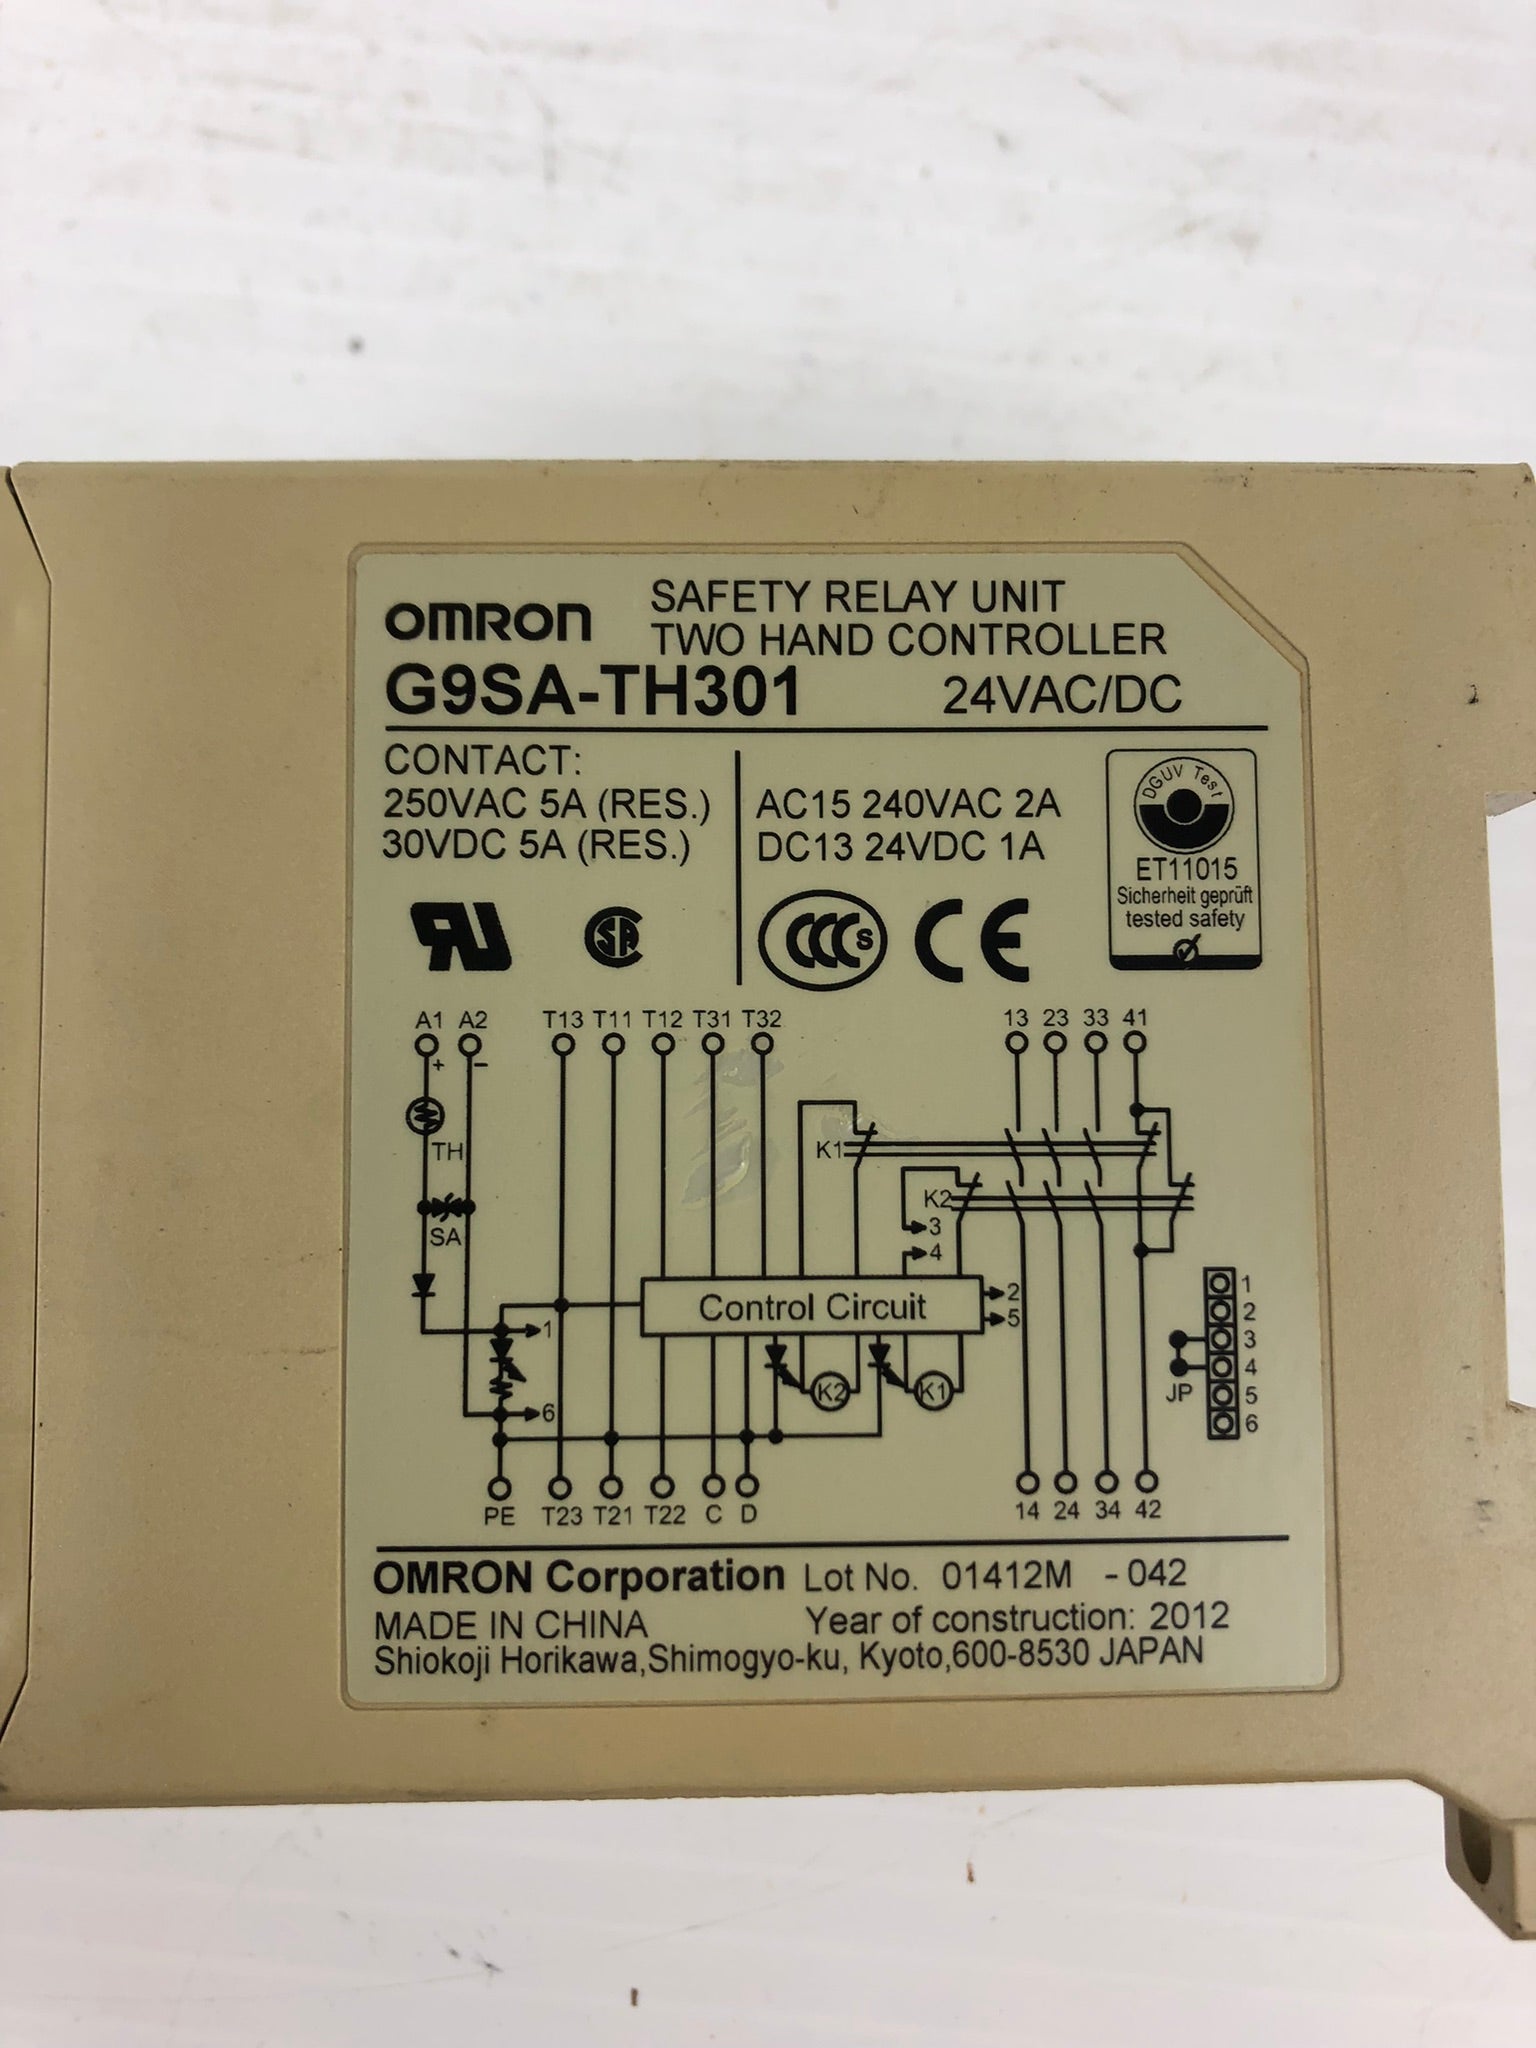 OMRON
SAFETY RELAY UNIT
TWO HAND CONTROLLER
G9SA-TH301 24VAC/DC
CONTACT:
250VAC 5A (RES.)
30VDC 5A (RES.)
AC15 240VAC 2A
DC13 24VDC 1A
DGUV Test
ET11015
Sicherheit geprüft
tested safety
RU
SA
CCC S
CE
A1 A2 T13 T11 T12 T31 T32 13 23 33 41
+ −
TH
K1
K2
3
4
SA
Control Circuit
2
5
1
6
K2 K1
1
2
3
4
5
6
JP
PE T23 T21 T22 C D 14 24 34 42
OMRON Corporation Lot No. 01412M - 042
MADE IN CHINA Year of construction: 2012
Shiokoji Horikawa,Shimogyo-ku, Kyoto,600-8530 JAPAN